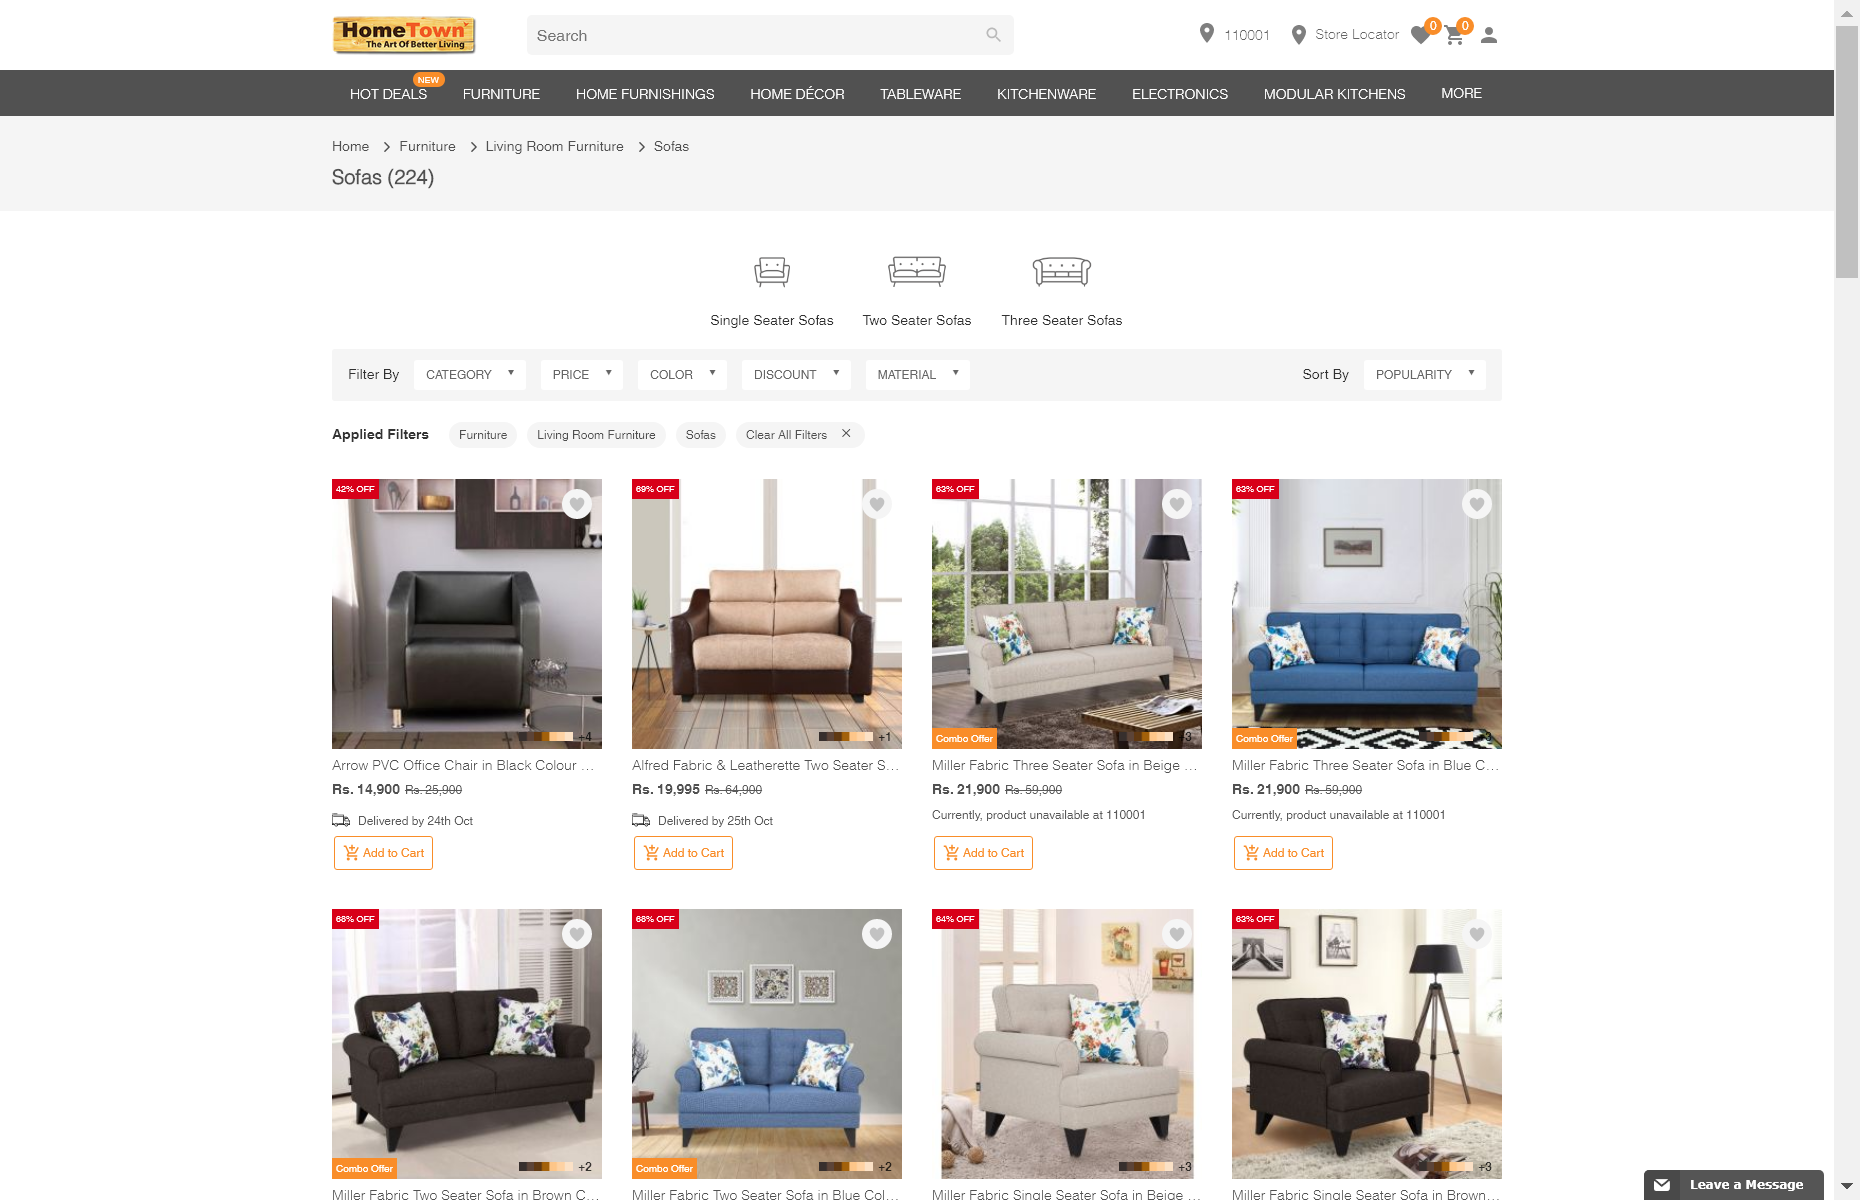 HomeTown
The Art Of Better Living
Search
110001
Store Locator
0
0
NEW
HOT DEALS
FURNITURE
HOME FURNISHINGS
HOME DÉCOR
TABLEWARE
KITCHENWARE
ELECTRONICS
MODULAR KITCHENS
MORE
Home > Furniture > Living Room Furniture > Sofas
Sofas (224)
Single Seater Sofas
Two Seater Sofas
Three Seater Sofas
Filter By
CATEGORY
PRICE
COLOR
DISCOUNT
MATERIAL
Sort By
POPULARITY
Applied Filters
Furniture
Living Room Furniture
Sofas
Clear All Filters
42% OFF
+4
Arrow PVC Office Chair in Black Colour ...
Rs. 14,900 Rs. 25,900
Delivered by 24th Oct
Add to Cart
69% OFF
+1
Alfred Fabric & Leatherette Two Seater S...
Rs. 19,995 Rs. 64,900
Delivered by 25th Oct
Add to Cart
63% OFF
Combo Offer
+3
Miller Fabric Three Seater Sofa in Beige ...
Rs. 21,900 Rs. 59,900
Currently, product unavailable at 110001
Add to Cart
63% OFF
Combo Offer
+3
Miller Fabric Three Seater Sofa in Blue C...
Rs. 21,900 Rs. 59,900
Currently, product unavailable at 110001
Add to Cart
68% OFF
Combo Offer
+2
Miller Fabric Two Seater Sofa in Brown C...
68% OFF
Combo Offer
+2
Miller Fabric Two Seater Sofa in Blue Col...
64% OFF
+3
Miller Fabric Single Seater Sofa in Beige ...
63% OFF
+3
Miller Fabric Single Seater Sofa in Brown...
Leave a Message